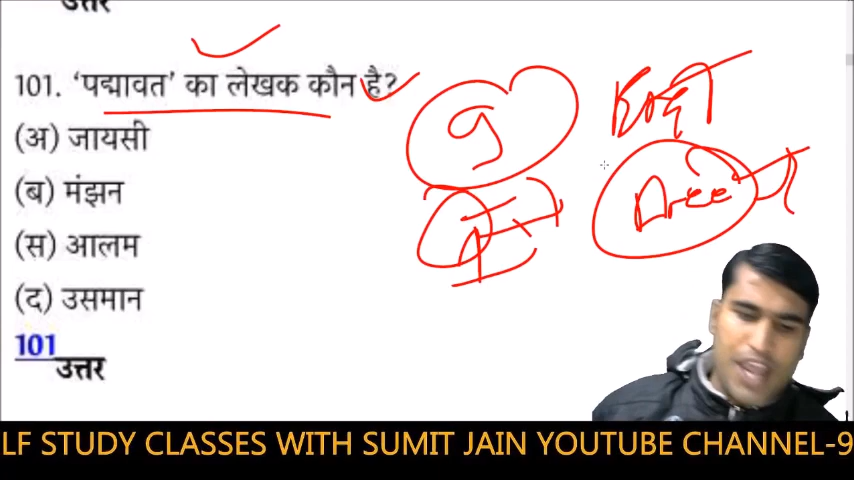 उत्तर
101. ‘पद्मावत’ का लेखक कौन है?
(अ) जायसी
(ब) मंझन
(स) आलम
(द) उसमान
101
उत्तर
LF STUDY CLASSES WITH SUMIT JAIN YOUTUBE CHANNEL-9